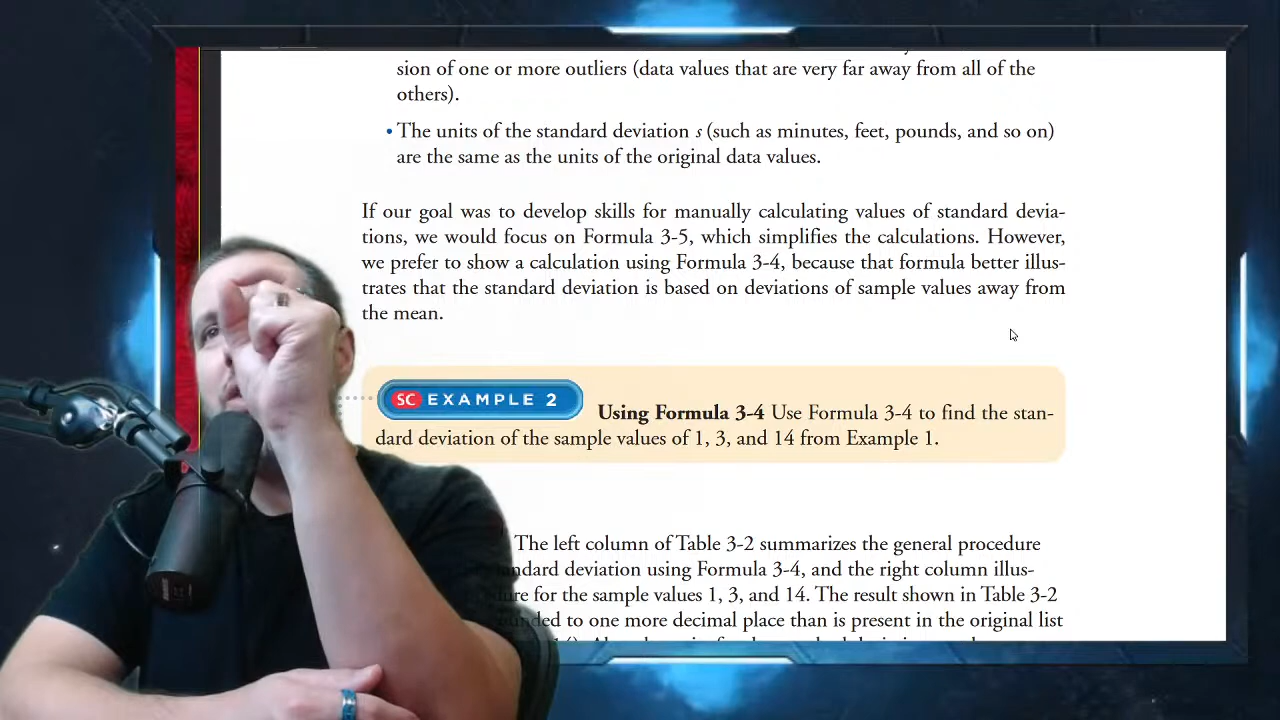 sion of one or more outliers (data values that are very far away from all of the
others).
• The units of the standard deviation s (such as minutes, feet, pounds, and so on)
are the same as the units of the original data values.
If our goal was to develop skills for manually calculating values of standard devia-
tions, we would focus on Formula 3-5, which simplifies the calculations. However,
we prefer to show a calculation using Formula 3-4, because that formula better illus-
trates that the standard deviation is based on deviations of sample values away from
the mean.
SC EXAMPLE 2 Using Formula 3-4 Use Formula 3-4 to find the stan-
dard deviation of the sample values of 1, 3, and 14 from Example 1.
The left column of Table 3-2 summarizes the general procedure
deviation using Formula 3-4, and the right column illus-
for the sample values 1, 3, and 14. The result shown in Table 3-2
to one more decimal place than is present in the original list